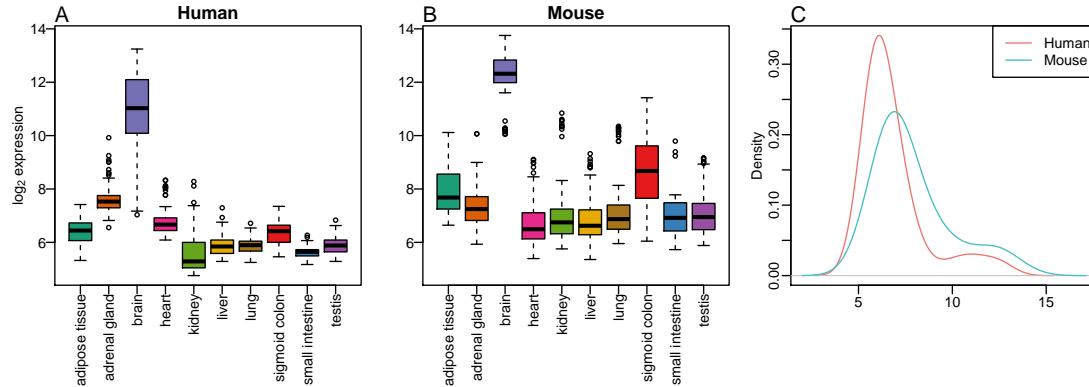 A
Human
log2 expression
14
12
10
8
6
adipose tissue
adrenal gland
brain
heart
kidney
liver
lung
sigmoid colon
small intestine
testis
B
Mouse
14
12
10
8
6
adipose tissue
adrenal gland
brain
heart
kidney
liver
lung
sigmoid colon
small intestine
testis
C
Human
Mouse
Density
0.30
0.20
0.10
0.00
5
10
15